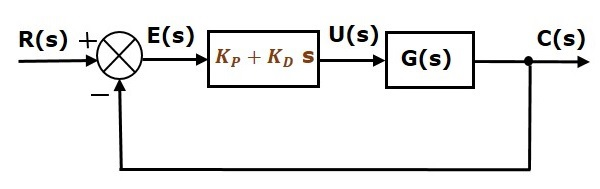 R(s) + E(s) K_P + K_D s U(s) G(s) C(s)
−